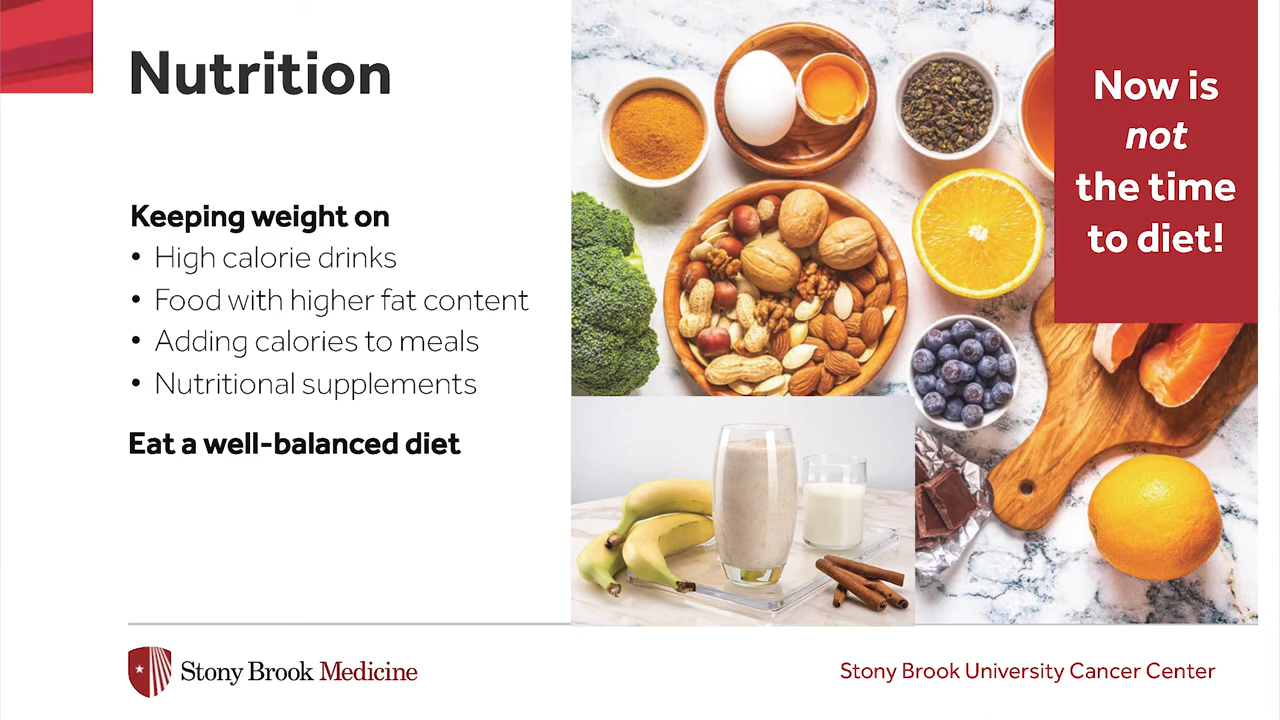 Nutrition
Keeping weight on
• High calorie drinks
• Food with higher fat content
• Adding calories to meals
• Nutritional supplements
Eat a well-balanced diet
Now is
not
the time
to diet!
Stony Brook Medicine
Stony Brook University Cancer Center